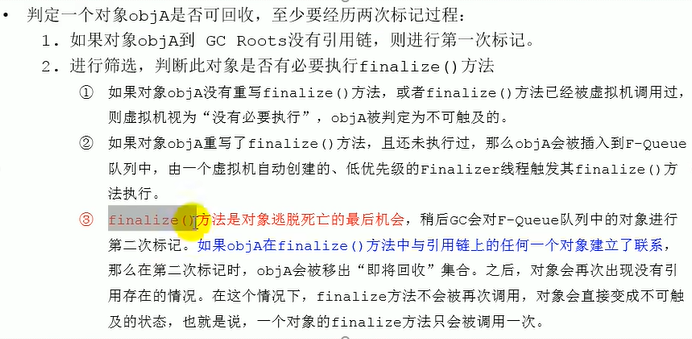 • 判定一个对象objA是否可回收，至少要经历两次标记过程：
1. 如果对象objA到 GC Roots没有引用链，则进行第一次标记。
2. 进行筛选，判断此对象是否有必要执行finalize()方法
① 如果对象objA没有重写finalize()方法，或者finalize()方法已经被虚拟机调用过，
则虚拟机视为“没有必要执行”，objA被判定为不可触及的。
② 如果对象objA重写了finalize()方法，且还未执行过，那么objA会被插入到F-Queue
队列中，由一个虚拟机自动创建的、低优先级的Finalizer线程触发其finalize()方
法执行。
③ finalize()方法是对象逃脱死亡的最后机会，稍后GC会对F-Queue队列中的对象进行
第二次标记。如果objA在finalize()方法中与引用链上的任何一个对象建立了联系，
那么在第二次标记时，objA会被移出“即将回收”集合。之后，对象会再次出现没有引
用存在的情况。在这个情况下，finalize方法不会被再次调用，对象会直接变成不可触
及的状态，也就是说，一个对象的finalize方法只会被调用一次。